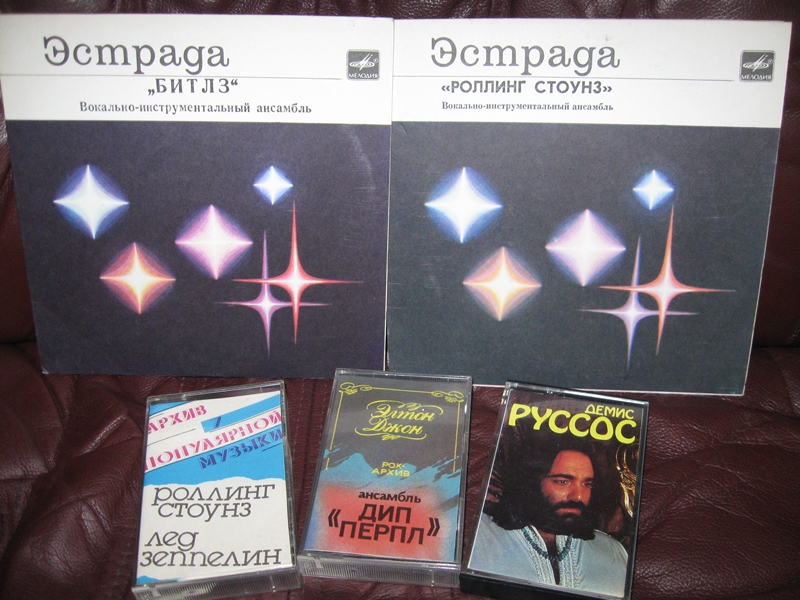 Эстрада
„БИТЛЗ“
Вокально-инструментальный ансамбль
МЕЛОДИЯ
Эстрада
«РОЛЛИНГ СТОУНЗ»
Вокально-инструментальный ансамбль
МЕЛОДИЯ
АРХИВ
ПОПУЛЯРНОЙ
МУЗЫКИ
РОЛЛИНГ
СТОУНЗ
ЛЕД
ЗЕППЕЛИН
Элтон
Джон
РОК-
АРХИВ
ансамбль
«ДИП
ПЕРПЛ»
ДЕМИС
РУССОС